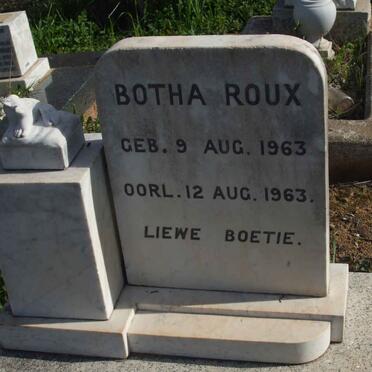 BOTHA ROUX
GEB. 9 AUG. 1963
OORL. 12 AUG. 1963.
LIEWE BOETIE.